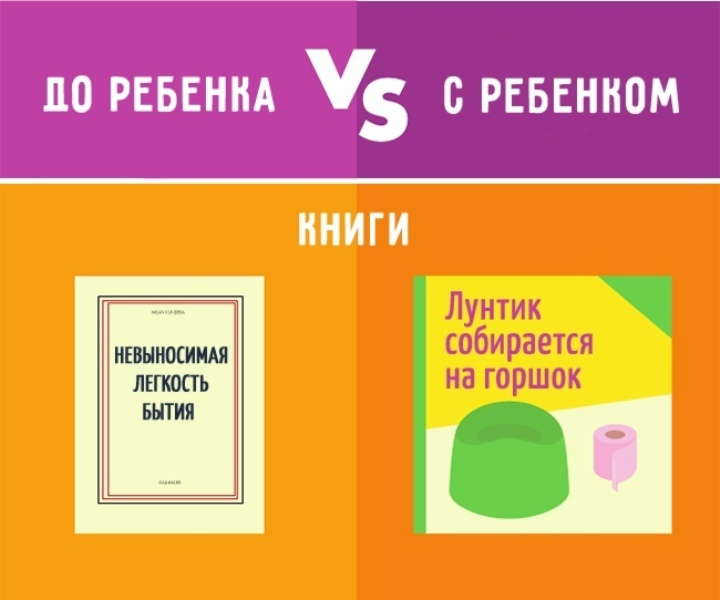 ДО РЕБЕНКА VS С РЕБЕНКОМ
КНИГИ
НЕВЫНОСИМАЯ
ЛЕГКОСТЬ
БЫТИЯ
Лунтик
собирается
на горшок